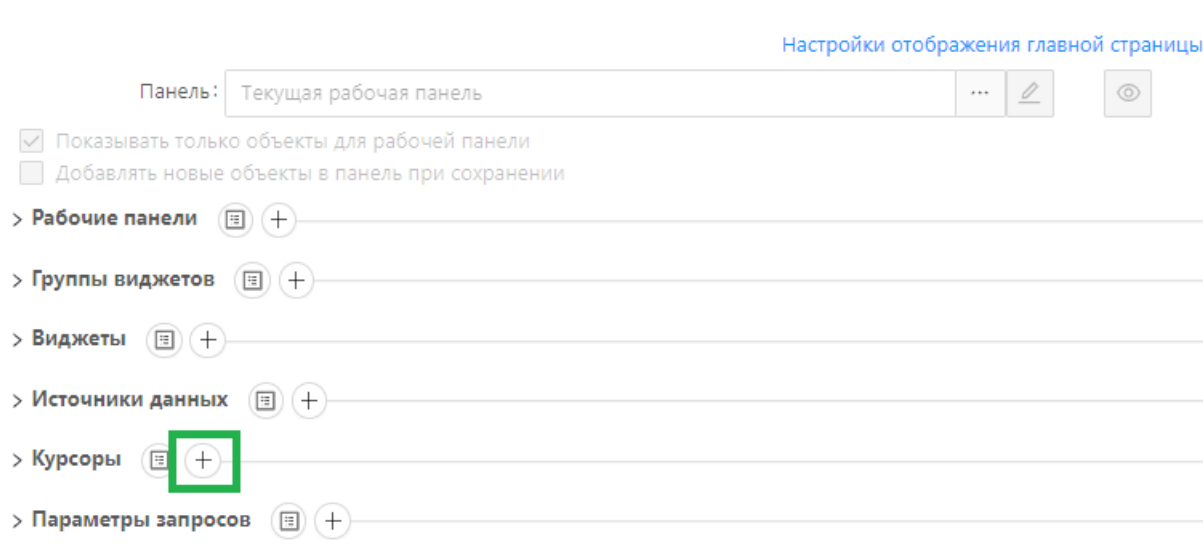 Настройки отображения главной страницы
Панель: Текущая рабочая панель
Показывать только объекты для рабочей панели
Добавлять новые объекты в панель при сохранении
Рабочие панели
Группы виджетов
Виджеты
Источники данных
Курсоры
Параметры запросов